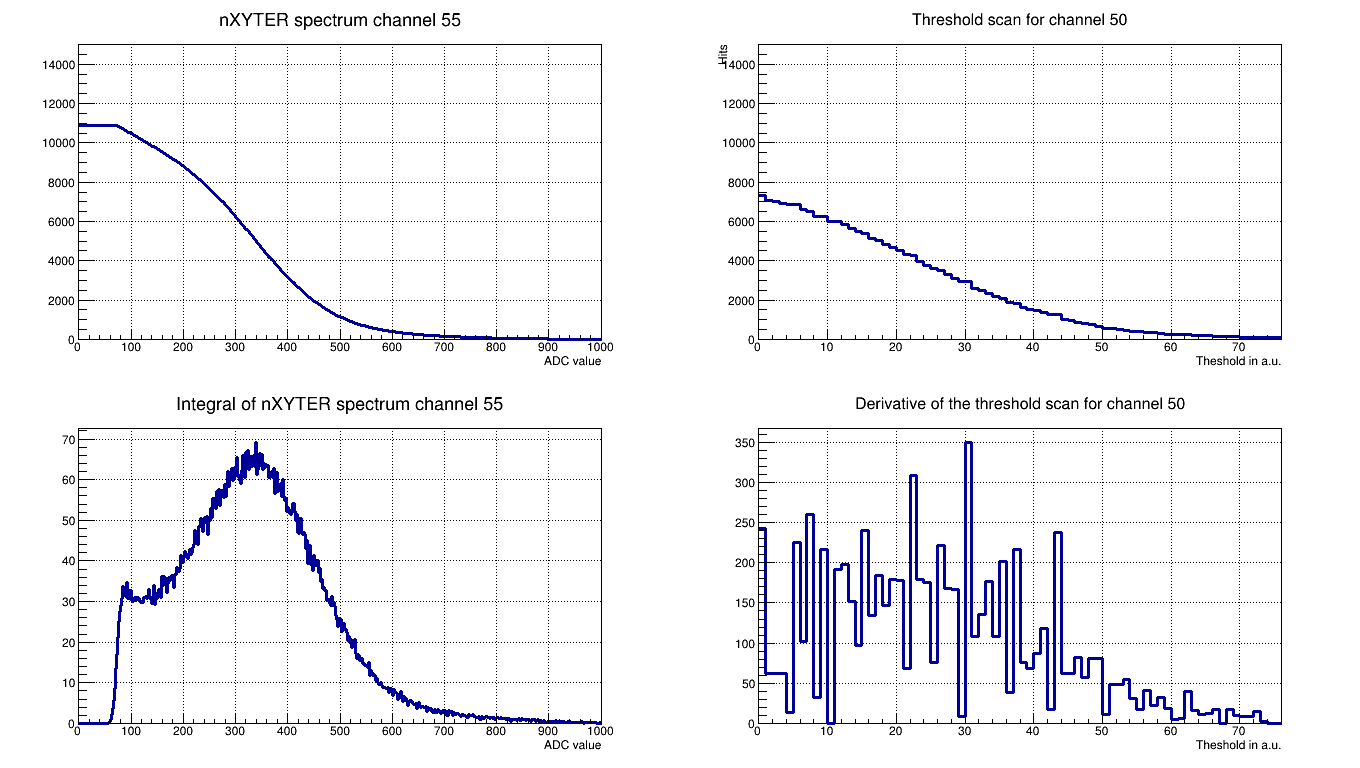 nXYTER spectrum channel 55
14000
12000
10000
8000
6000
4000
2000
0
0 100 200 300 400 500 600 700 800 900 1000
ADC value
Threshold scan for channel 50
Hits
14000
12000
10000
8000
6000
4000
2000
0
0 10 20 30 40 50 60 70
Theshold in a.u.
Integral of nXYTER spectrum channel 55
70
60
50
40
30
20
10
0
0 100 200 300 400 500 600 700 800 900 1000
ADC value
Derivative of the threshold scan for channel 50
350
300
250
200
150
100
50
0
0 10 20 30 40 50 60 70
Theshold in a.u.